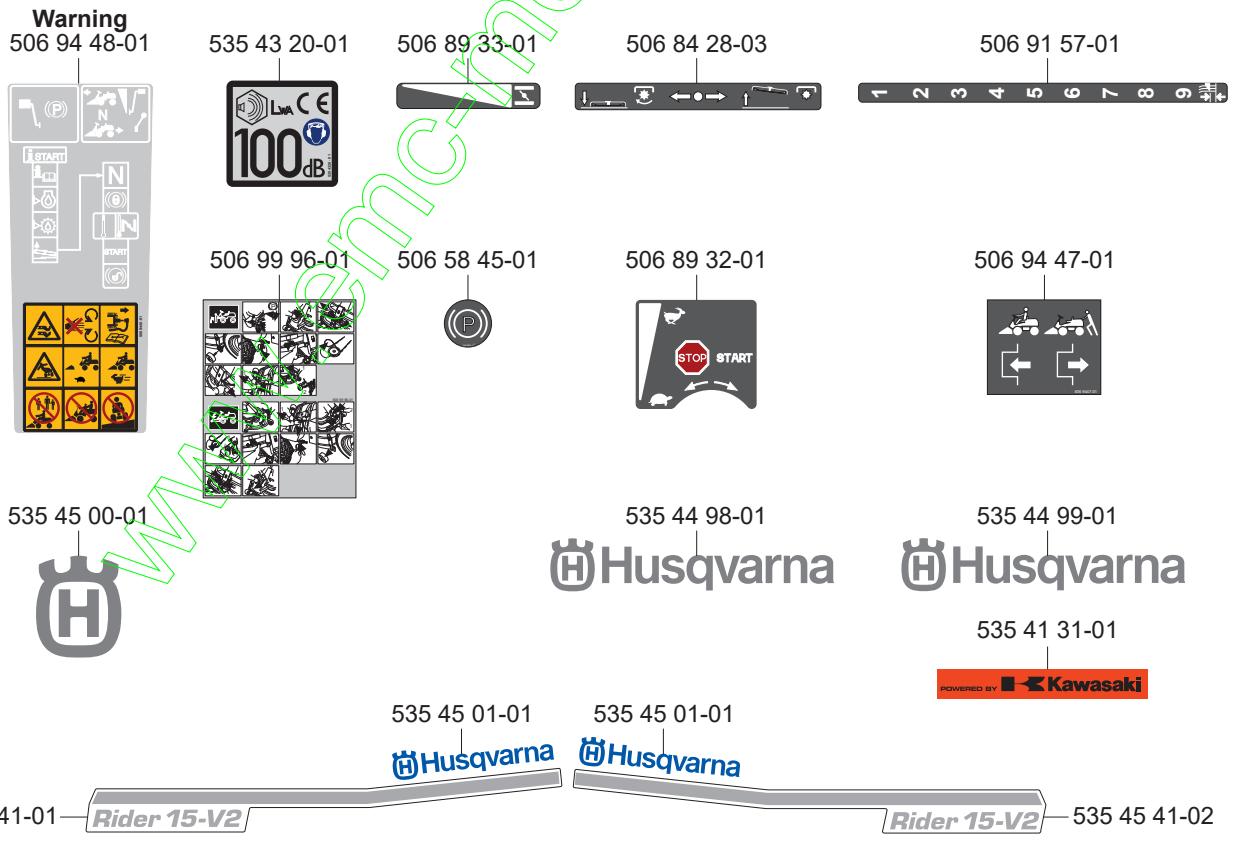 Warning
506 94 48-01
535 43 20-01
506 89 33-01
506 84 28-03
506 91 57-01
P
N
START
N
N
START
LWA CE
100dB
1 2 3 4 5 6 7 8 9
506 99 96-01
506 58 45-01
506 89 32-01
506 94 47-01
P
STOP START
535 45 00-01
535 44 98-01
535 44 99-01
H
H Husqvarna
H Husqvarna
535 41 31-01
POWERED BY Kawasaki
535 45 01-01
535 45 01-01
H Husqvarna
H Husqvarna
41-01
Rider 15-V2
Rider 15-V2
535 45 41-02